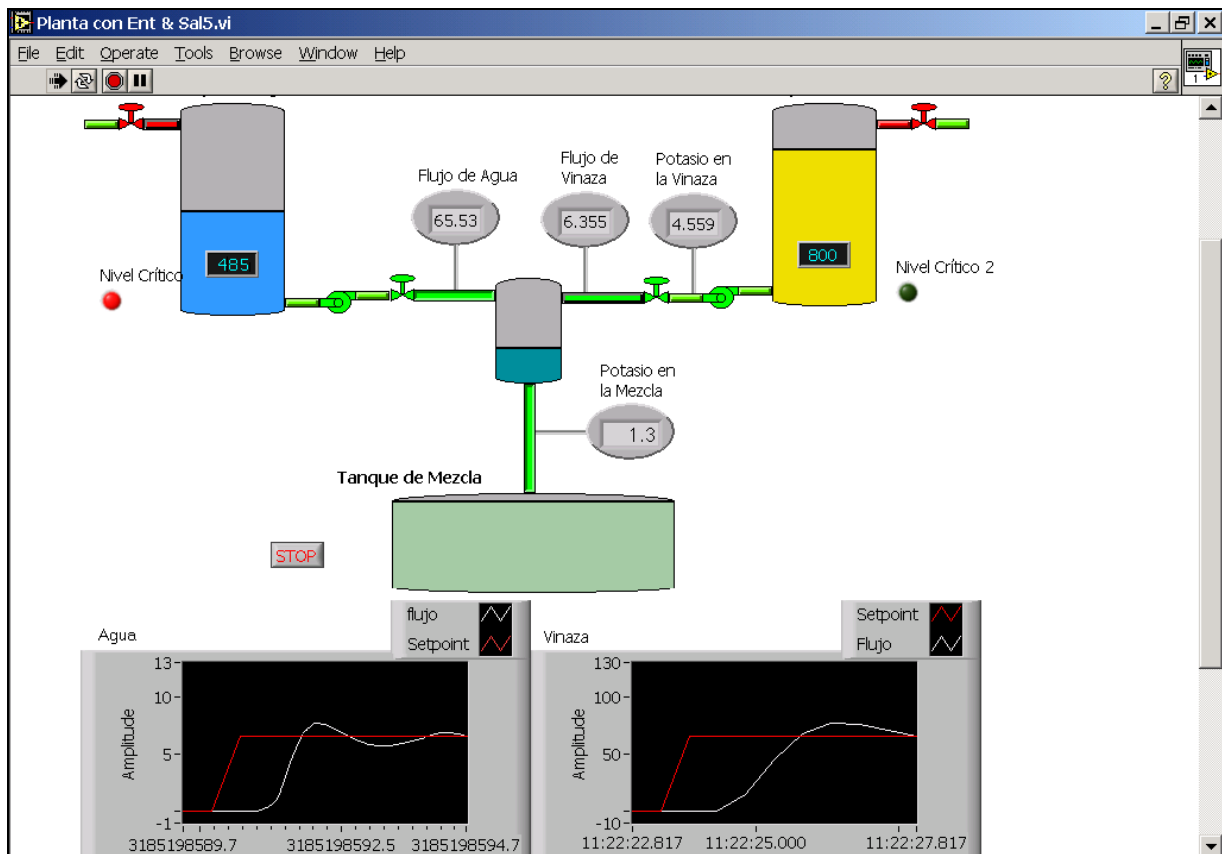 Planta con Ent & Sal5.vi
File Edit Operate Tools Browse Window Help
1
Flujo de Agua
65.53
Flujo de
Vinaza
6.355
Potasio en
la Vinaza
4.559
485
800
Nivel Crítico
Nivel Crítico 2
Potasio en
la Mezcla
1.3
Tanque de Mezcla
STOP
Agua
flujo
Setpoint
Amplitude
13
10
5
-1
3185198589.7 3185198592.5 3185198594.7
Vinaza
Setpoint
Flujo
Amplitude
130
100
50
-10
11:22:22.817 11:22:25.000 11:22:27.817